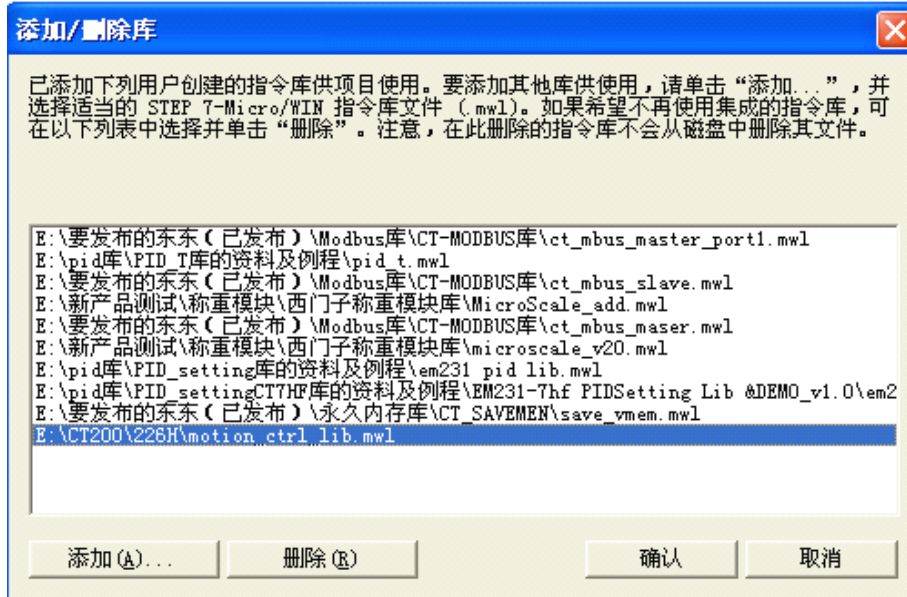 添加/删除库
已添加下列用户创建的指令库供项目使用。要添加其他库供使用，请单击“添加...”，并
选择适当的 STEP 7-Micro/WIN 指令库文件 (.mwl)。如果希望不再使用集成的指令库，可
在以下列表中选择并单击“删除”。注意，在此删除的指令库不会从磁盘中删除其文件。
E:\要发布的东东(已发布)\Modbus库\CT-MODBUS库\ct_mbus_master_port1.mwl
E:\pid库\PID_T库的资料及例程\pid_t.mwl
E:\要发布的东东(已发布)\Modbus库\CT-MODBUS库\ct_mbus_slave.mwl
E:\新产品测试\称重模块\西门子称重模块库\MicroScale_add.mwl
E:\要发布的东东(已发布)\Modbus库\CT-MODBUS库\ct_mbus_maser.mwl
E:\新产品测试\称重模块\西门子称重模块库\microscale_v20.mwl
E:\pid库\PID_setting库的资料及例程\em231 pid lib.mwl
E:\pid库\PID_settingCT7HF库的资料及例程\EM231-7hf PIDSetting Lib &DEMO_v1.0\em2
E:\要发布的东东(已发布)\永久内存库\CT_SAVEMEN\save_vmem.mwl
E:\CT200\226H\motion_ctrl_lib.mwl
添加(A)... 删除(R) 确认 取消